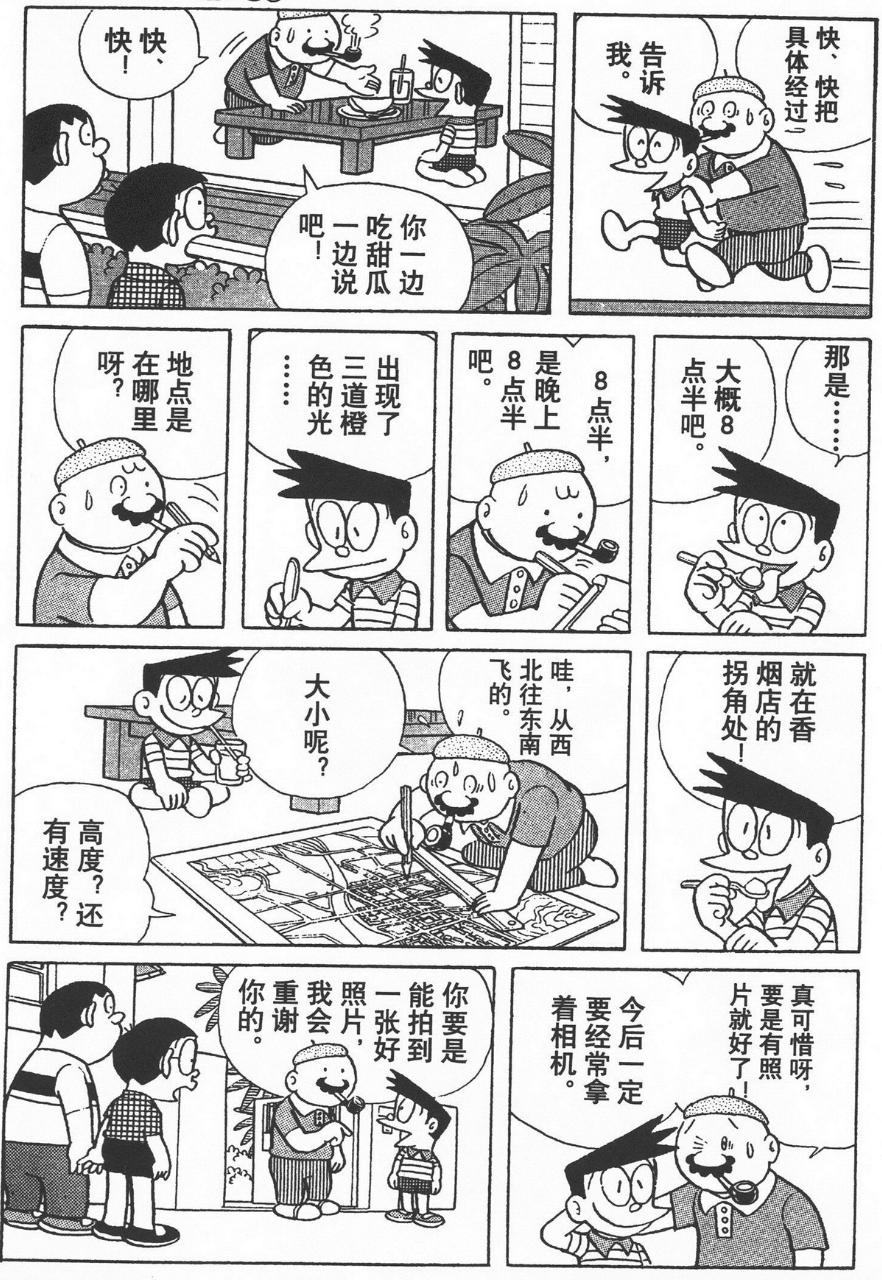 快、快把
具体经过
告诉
我。
快、
快！
你一边
吃甜瓜
一边说
吧！
那是……
大概8
点半吧。
8点半，
是晚上
8点半
吧。
出现了
三道橙
色的光
……
地点是
在哪里
呀？
就在香
烟店的
拐角处！
哇，从西
北往东南
飞的。
大小呢？
高度？还
有速度？
真可惜呀，
要是有照
片就好了！
今后一定
要经常拿
着相机。
你要是
能拍到
一张好
照片，
我会
重谢
你的。